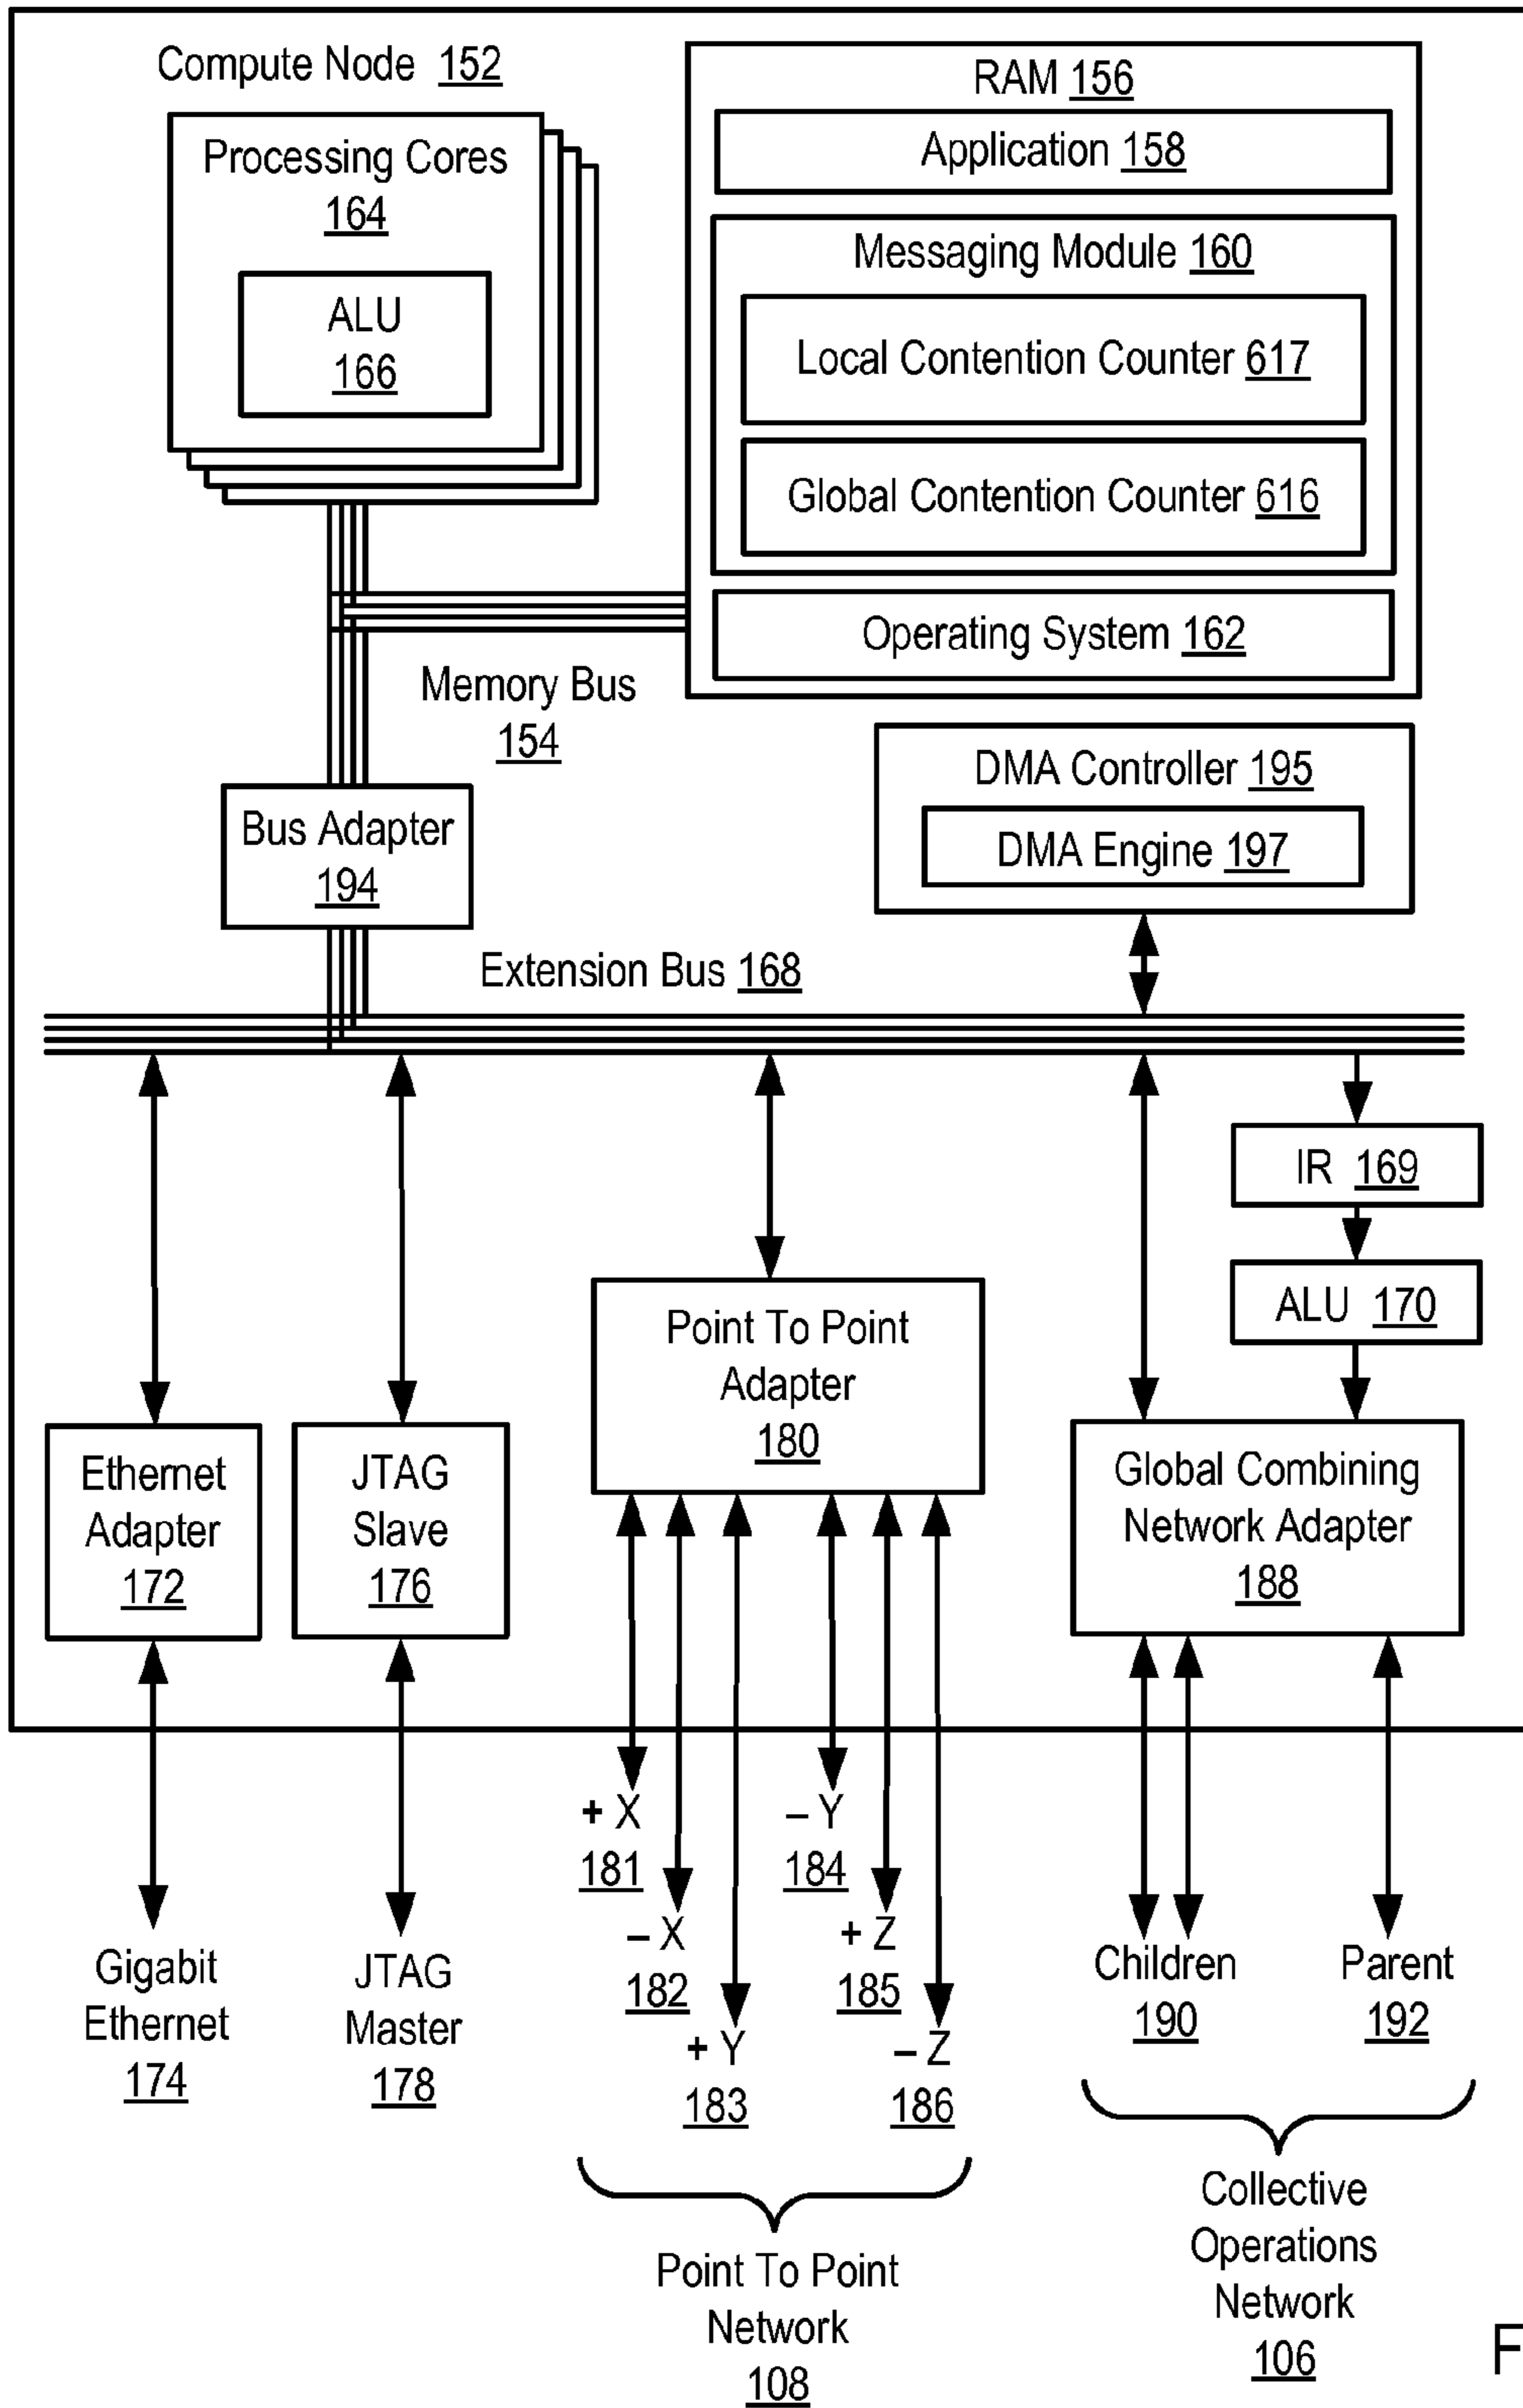 Compute Node 152
Processing Cores
164
ALU
166
RAM 156
Application 158
Messaging Module 160
Local Contention Counter 617
Global Contention Counter 616
Operating System 162
Memory Bus
154
Bus Adapter
194
DMA Controller 195
DMA Engine 197
Extension Bus 168
IR 169
ALU 170
Point To Point
Adapter
180
Ethernet
Adapter
172
JTAG
Slave
176
Global Combining
Network Adapter
188
+ X
181
– X
182
+ Y
183
– Y
184
+ Z
185
– Z
186
Gigabit
Ethernet
174
JTAG
Master
178
Children
190
Parent
192
Point To Point
Network
108
Collective
Operations
Network
106
F